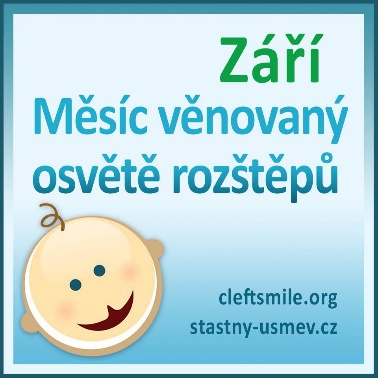 Září
Měsíc věnovaný
osvětě rozštěpů
cleftsmile.org
stastny-usmev.cz